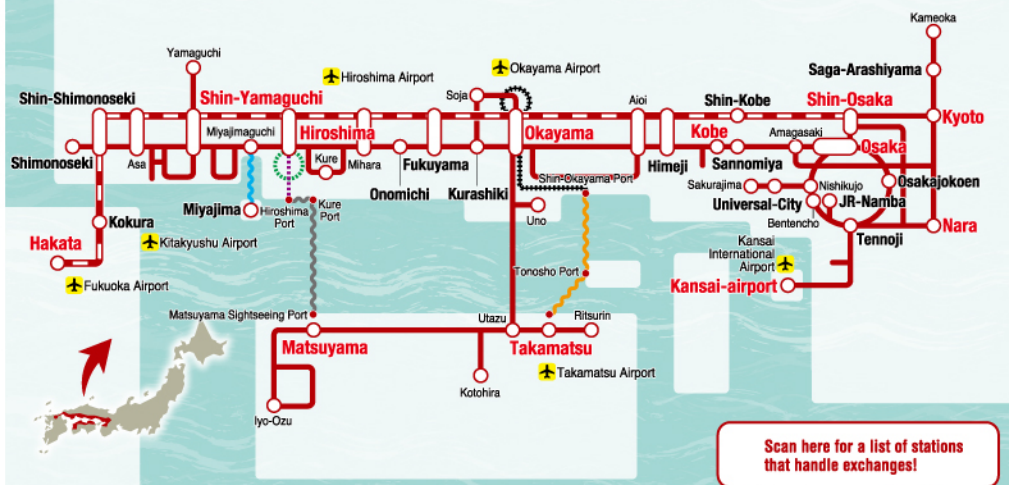 Kameoka
Yamaguchi
Okayama Airport
Saga-Arashiyama
Hiroshima Airport
Shin-Shimonoseki
Shin-Yamaguchi
Soja
Aioi
Shin-Kobe
Shin-Osaka
Kyoto
Miyajimaguchi
Hiroshima
Okayama
Kobe
Amagasaki
Osaka
Shimonoseki
Asa
Kure
Mihara
Fukuyama
Himeji
Sannomiya
Onomichi
Kurashiki
Shin-Okayama Port
Sakurajima
Nishikujo
Osakajokoen
Universal-City
JR-Namba
Miyajima
Hiroshima
Port
Kure
Port
Uno
Bentencho
Kokura
Tennoji
Nara
Hakata
Kitakyushu Airport
Kansai
International
Airport
Tonosho Port
Fukuoka Airport
Kansai-airport
Matsuyama Sightseeing Port
Utazu
Ritsurin
Matsuyama
Takamatsu
Takamatsu Airport
Kotohira
Iyo-Ozu
Scan here for a list of stations
that handle exchanges!